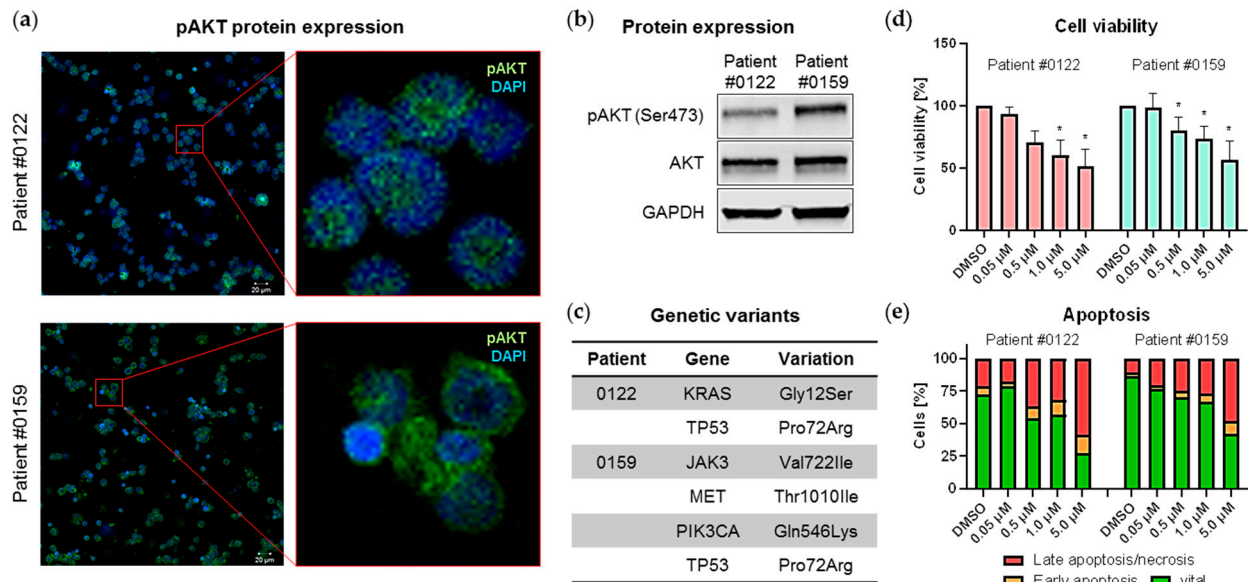 (a)
pAKT protein expression
Patient #0122
pAKT
DAPI
20 µm
Patient #0159
pAKT
DAPI
20 µm
(b) Protein expression
Patient #0122
Patient #0159
pAKT (Ser473)
AKT
GAPDH
(c) Genetic variants
Patient Gene Variation
0122 KRAS Gly12Ser
TP53 Pro72Arg
0159 JAK3 Val722Ile
MET Thr1010Ile
PIK3CA Gln546Lys
TP53 Pro72Arg
(d) Cell viability
Patient #0122 Patient #0159
Cell viability [%]
150
100
50
0
* * * * *
DMSO 0.05 µM 0.5 µM 1.0 µM 5.0 µM DMSO 0.05 µM 0.5 µM 1.0 µM 5.0 µM
(e) Apoptosis
Patient #0122 Patient #0159
Cells [%]
100
75
50
25
0
DMSO 0.05 µM 0.5 µM 1.0 µM 5.0 µM DMSO 0.05 µM 0.5 µM 1.0 µM 5.0 µM
Late apoptosis/necrosis
Early apoptosis vital